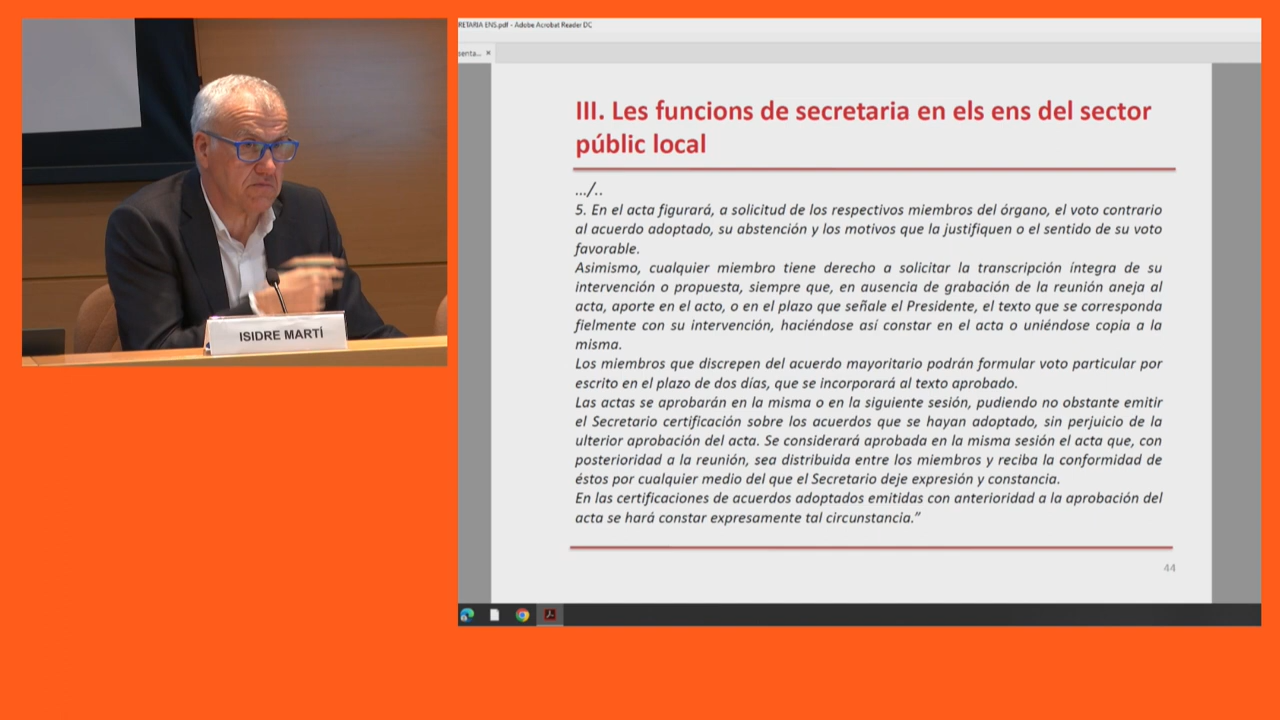 RETARIA ENS.pdf - Adobe Acrobat Reader DC
senta... ×
III. Les funcions de secretaria en els ens del sector
públic local
.../..
5. En el acta figurará, a solicitud de los respectivos miembros del órgano, el voto contrario
al acuerdo adoptado, su abstención y los motivos que la justifiquen o el sentido de su voto
favorable.
Asimismo, cualquier miembro tiene derecho a solicitar la transcripción íntegra de su
intervención o propuesta, siempre que, en ausencia de grabación de la reunión aneja al
acta, aporte en el acto, o en el plazo que señale el Presidente, el texto que se corresponda
fielmente con su intervención, haciéndose así constar en el acta o uniéndose copia a la
misma.
Los miembros que discrepen del acuerdo mayoritario podrán formular voto particular por
escrito en el plazo de dos días, que se incorporará al texto aprobado.
Las actas se aprobarán en la misma o en la siguiente sesión, pudiendo no obstante emitir
el Secretario certificación sobre los acuerdos que se hayan adoptado, sin perjuicio de la
ulterior aprobación del acta. Se considerará aprobada en la misma sesión el acta que, con
posterioridad a la reunión, sea distribuida entre los miembros y reciba la conformidad de
éstos por cualquier medio del que el Secretario deje expresión y constancia.
En las certificaciones de acuerdos adoptados emitidas con anterioridad a la aprobación del
acta se hará constar expresamente tal circunstancia.”
44
ISIDRE MARTÍ